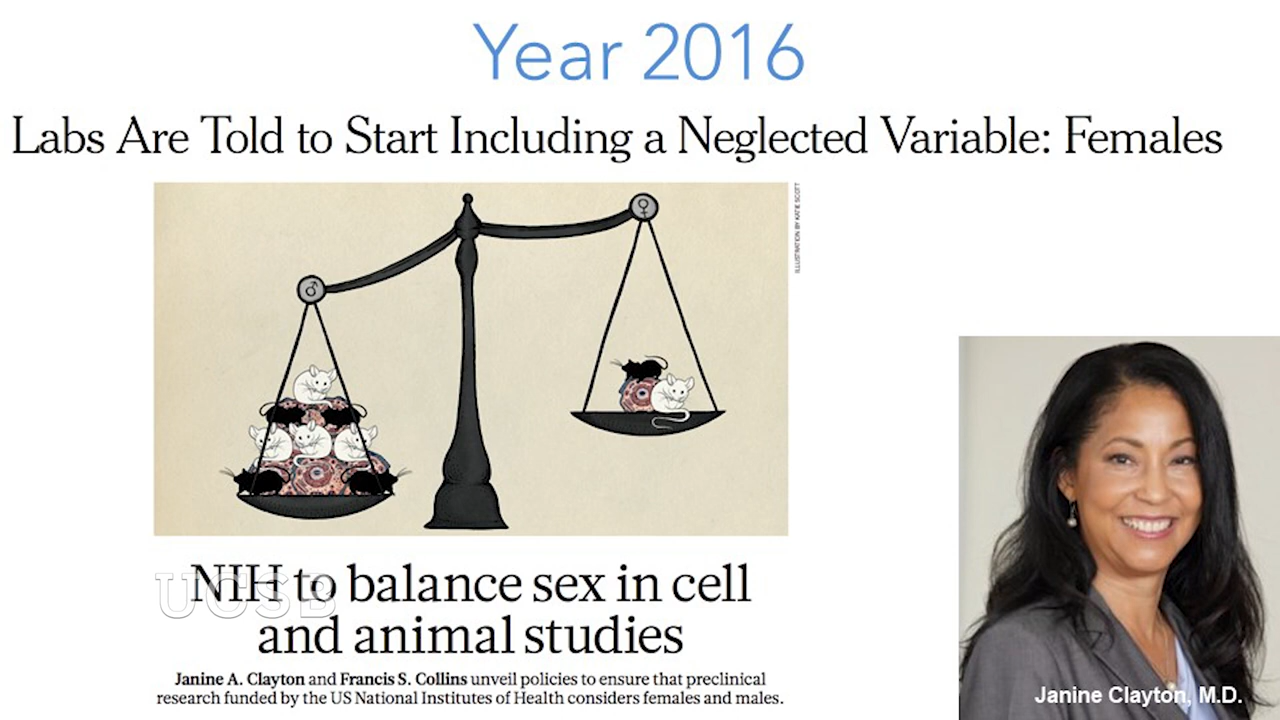 Year 2016
Labs Are Told to Start Including a Neglected Variable: Females
ILLUSTRATION BY KATIE SCOTT
♂
♀
NIH to balance sex in cell
and animal studies
UCSB
Janine A. Clayton and Francis S. Collins unveil policies to ensure that preclinical
research funded by the US National Institutes of Health considers females and males.
Janine Clayton, M.D.